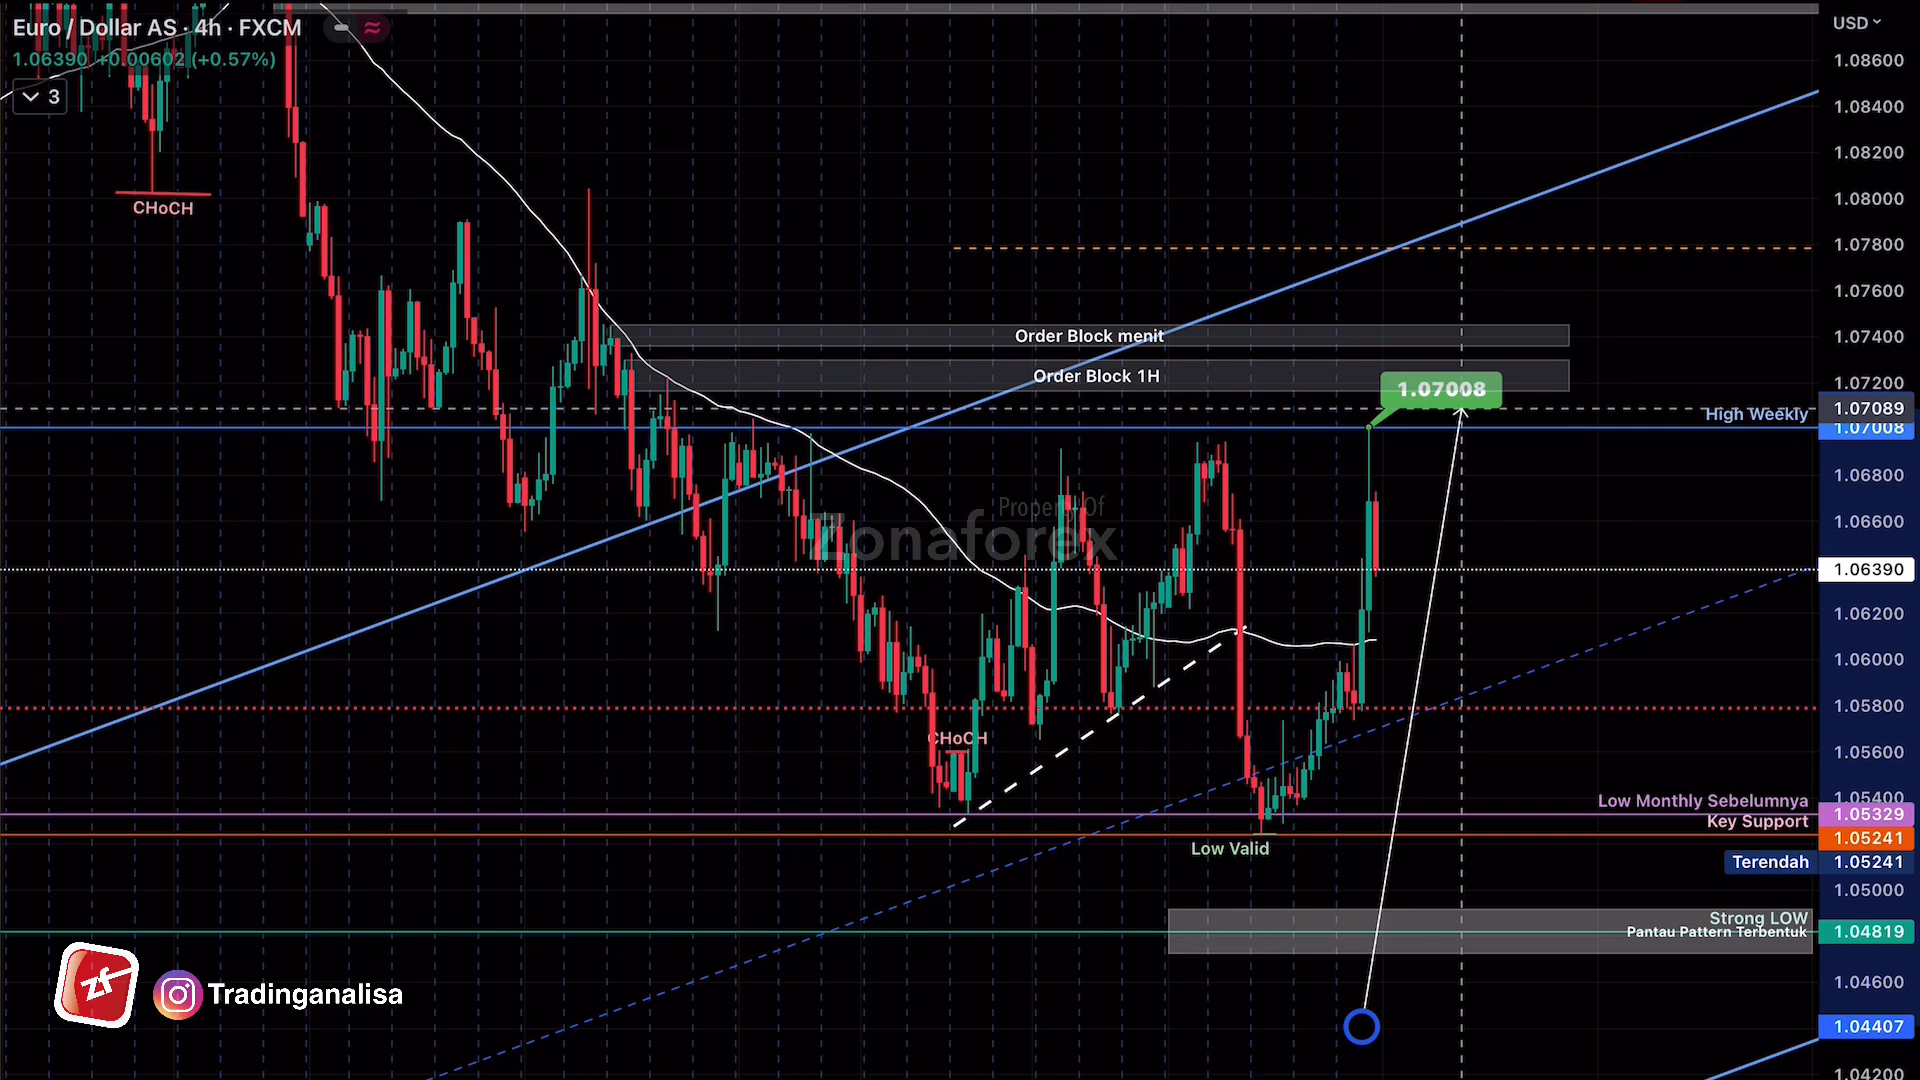 Euro / Dollar AS · 4h · FXCM
1.06390 +0.00602 (+0.57%)
3
USD
1.08600
1.08400
1.08200
CHoCH
1.08000
1.07800
1.07600
Order Block menit
1.07400
Order Block 1H
1.07200
1.07008
High Weekly
1.07089
1.07008
1.06800
Property Of
Zonaforex
1.06600
1.06390
1.06200
1.06000
1.05800
CHoCH
1.05600
1.05400
Low Monthly Sebelumnya
1.05329
Key Support
1.05241
Low Valid
Terendah
1.05241
1.05000
Strong LOW
Pantau Pattern Terbentuk
1.04819
1.04600
zf
Tradinganalisa
1.04407
1.04200